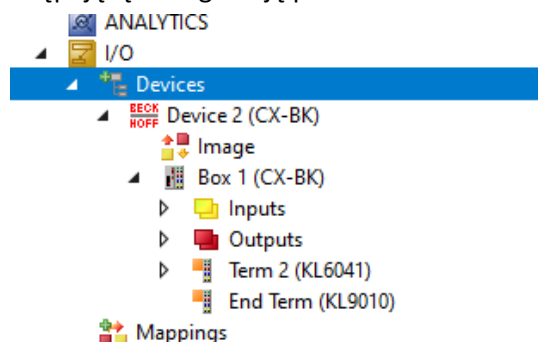 ANALYTICS
I/O
Devices
BECK HOFF Device 2 (CX-BK)
Image
Box 1 (CX-BK)
Inputs
Outputs
Term 2 (KL6041)
End Term (KL9010)
Mappings